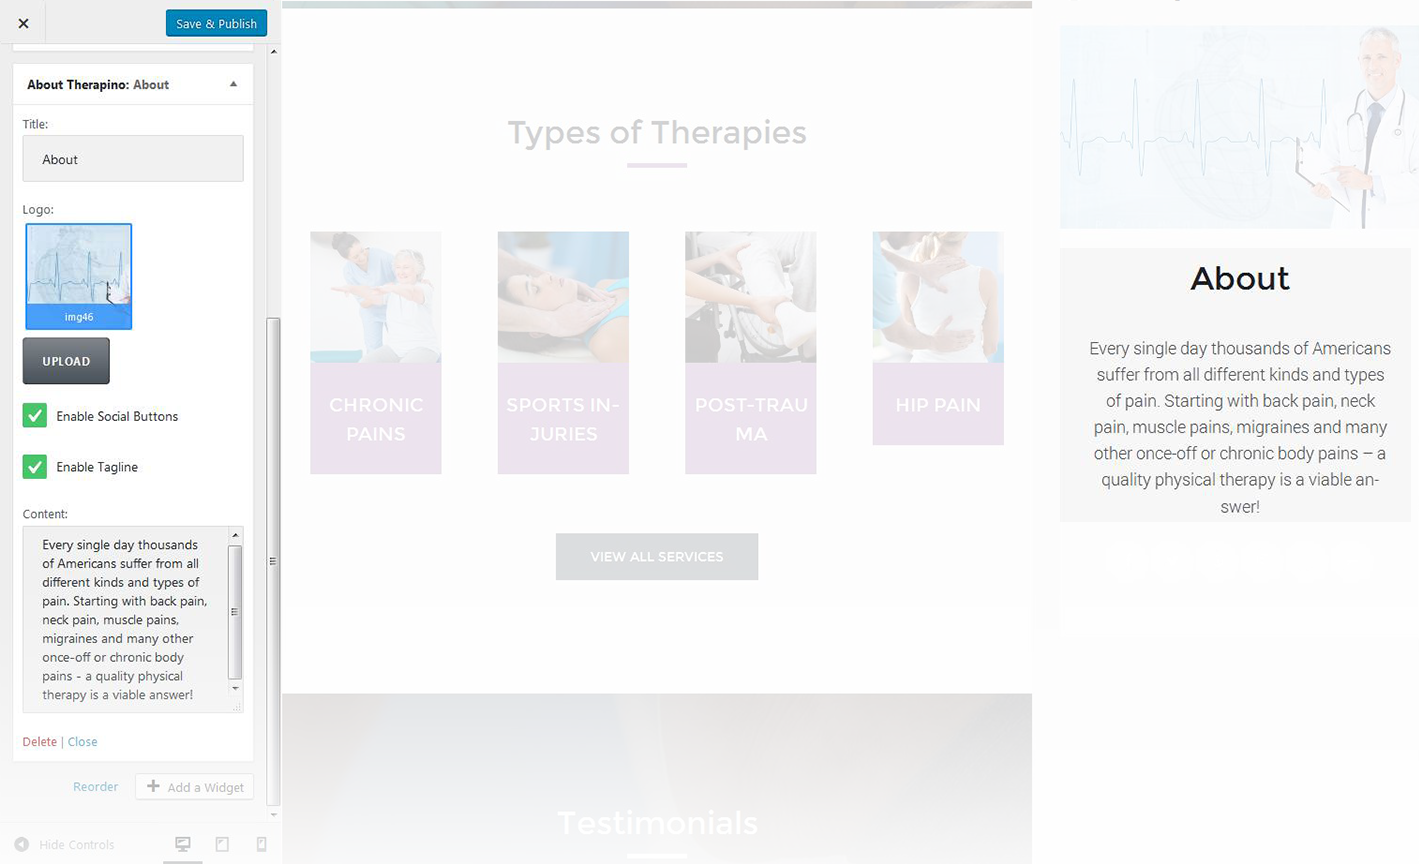 Save & Publish
About Therapino: About
Title:
About
Logo:
img46
UPLOAD
Enable Social Buttons
Enable Tagline
Content:
Every single day thousands
of Americans suffer from all
different kinds and types of
pain. Starting with back pain,
neck pain, muscle pains,
migraines and many other
once-off or chronic body
pains - a quality physical
therapy is a viable answer!
Delete | Close
Reorder
Add a Widget
Hide Controls
Types of Therapies
CHRONIC
PAINS
SPORTS IN-
JURIES
POST-TRAU
MA
HIP PAIN
VIEW ALL SERVICES
Testimonials
About
Every single day thousands of Americans
suffer from all different kinds and types
of pain. Starting with back pain, neck
pain, muscle pains, migraines and many
other once-off or chronic body pains – a
quality physical therapy is a viable an-
swer!